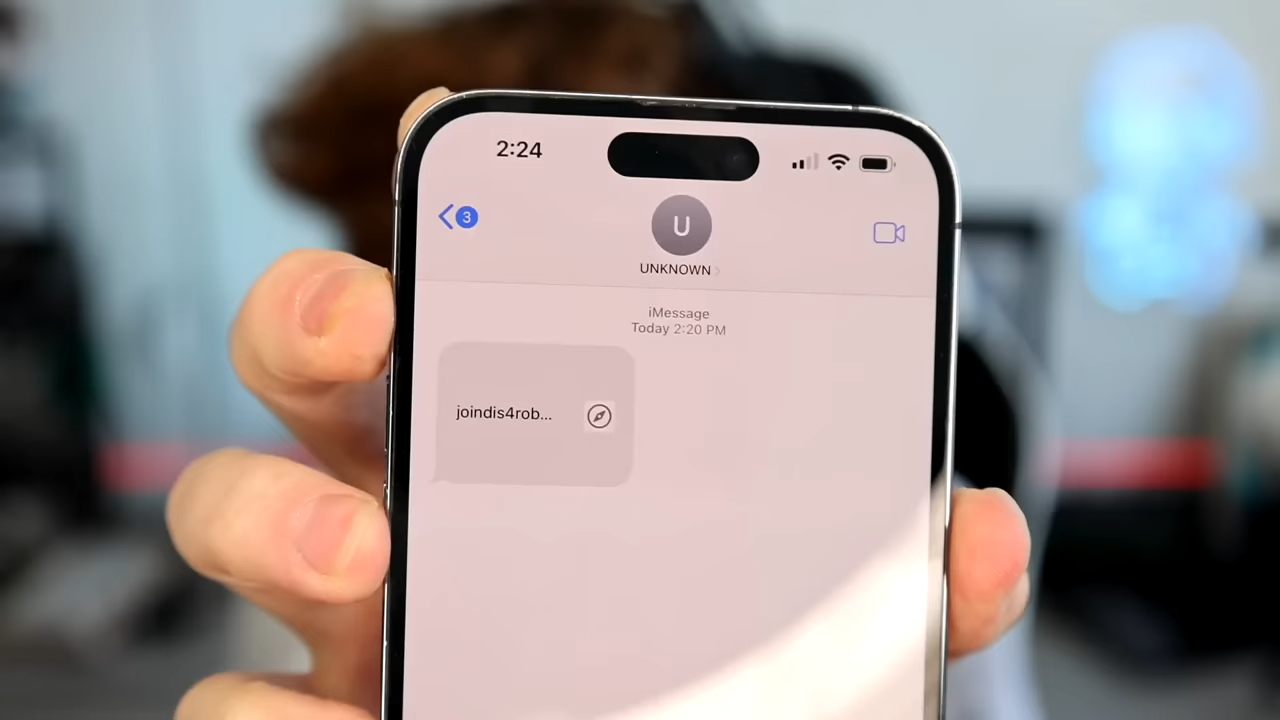 2:24
3
U
UNKNOWN
iMessage
Today 2:20 PM
joindis4rob...